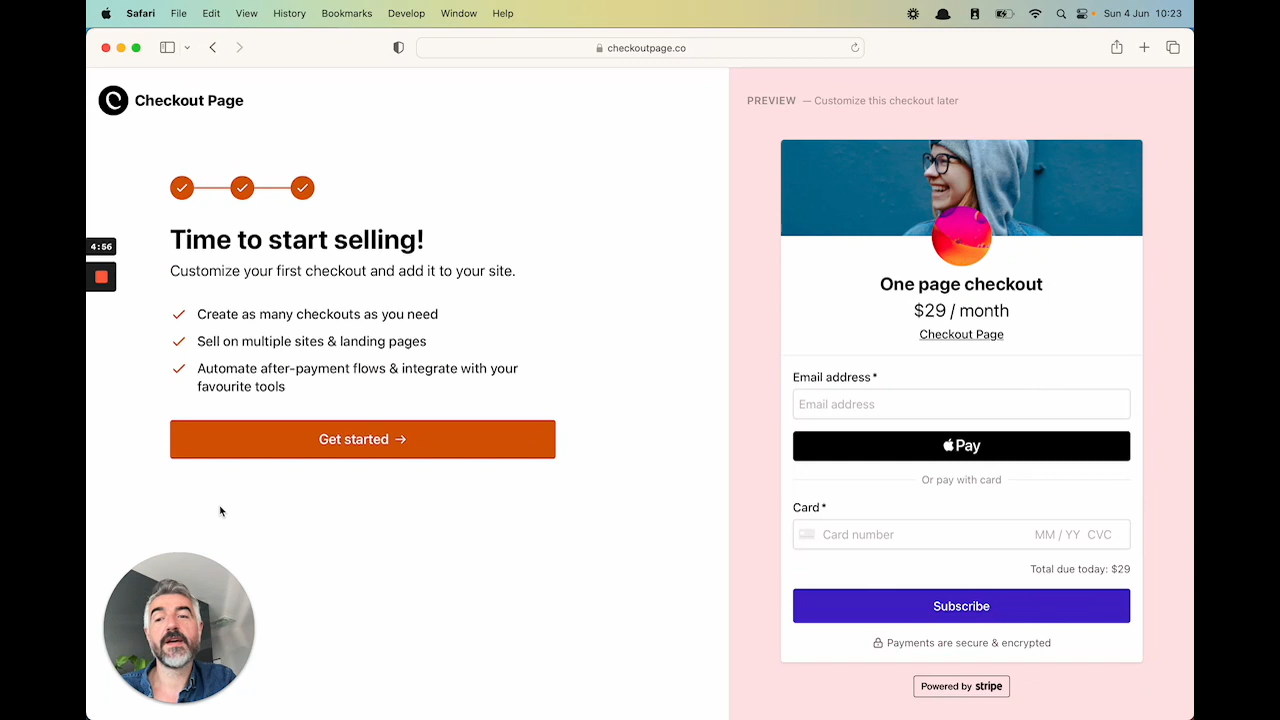 Safari File Edit View History Bookmarks Develop Window Help Sun 4 Jun 10:23
checkoutpage.co
Checkout Page
Time to start selling!
Customize your first checkout and add it to your site.
Create as many checkouts as you need
Sell on multiple sites & landing pages
Automate after-payment flows & integrate with your
favourite tools
Get started →
4:56
PREVIEW — Customize this checkout later
One page checkout
$29 / month
Checkout Page
Email address *
Email address
Pay
Or pay with card
Card *
Card number MM / YY CVC
Total due today: $29
Subscribe
Payments are secure & encrypted
Powered by stripe